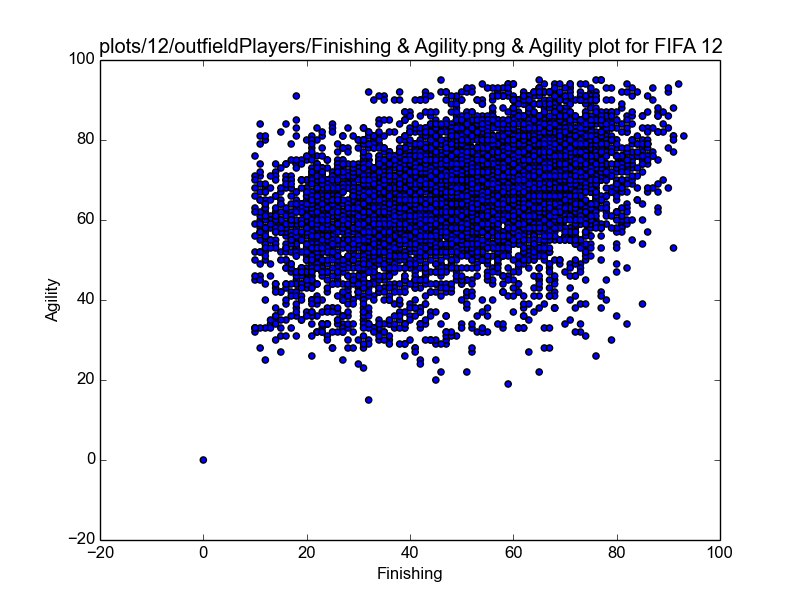 plots/12/outfieldPlayers/Finishing & Agility.png & Agility plot for FIFA 12
100
80
60
40
20
0
−20
Agility
−20 0 20 40 60 80 100
Finishing